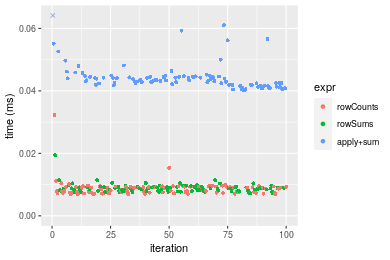 0.06
0.04
0.02
0.00
time (ms)
0
25
50
75
100
iteration
expr
rowCounts
rowSums
apply+sum